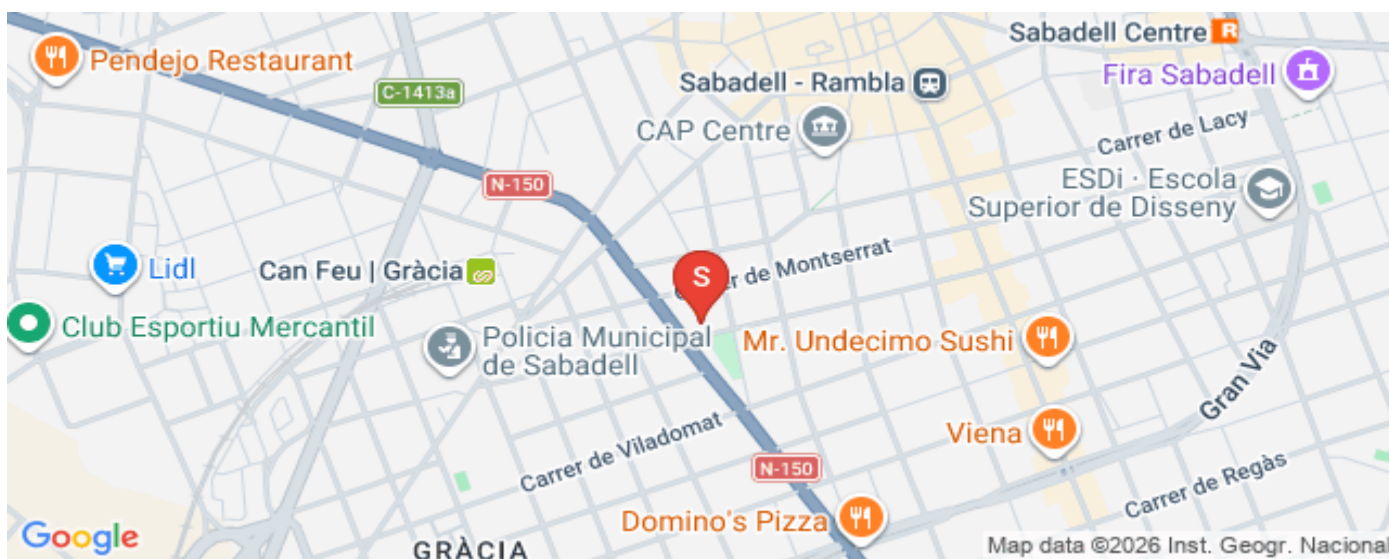 Sabadell Centre R
Pendejo Restaurant
Fira Sabadell
Sabadell - Rambla
C-1413a
CAP Centre
Carrer de Lacy
N-150
ESDi · Escola
Superior de Disseny
Lidl
Can Feu | Gràcia
S
Carrer de Montserrat
Club Esportiu Mercantil
Policia Municipal
de Sabadell
Mr. Undecimo Sushi
Gran Via
Viena
Carrer de Viladomat
N-150
Carrer de Regàs
Domino's Pizza
Google
GRÀCIA
Map data ©2026 Inst. Geogr. Nacional